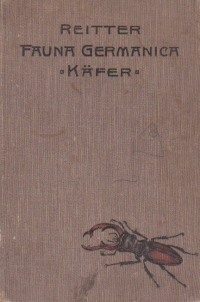 REITTER
FAUNA GERMANICA
•KÄFER•